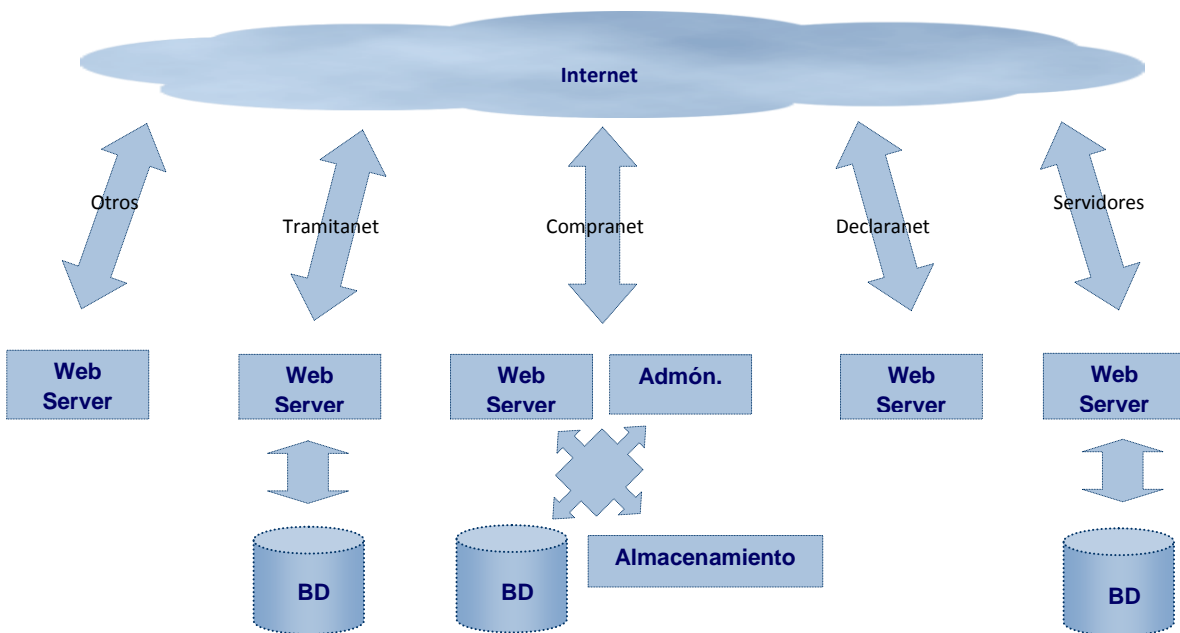 Internet
Otros
Tramitanet
Compranet
Declaranet
Servidores
Web
Server
Web
Server
Web
Server
Admón.
Web
Server
Web
Server
BD
BD
Almacenamiento
BD